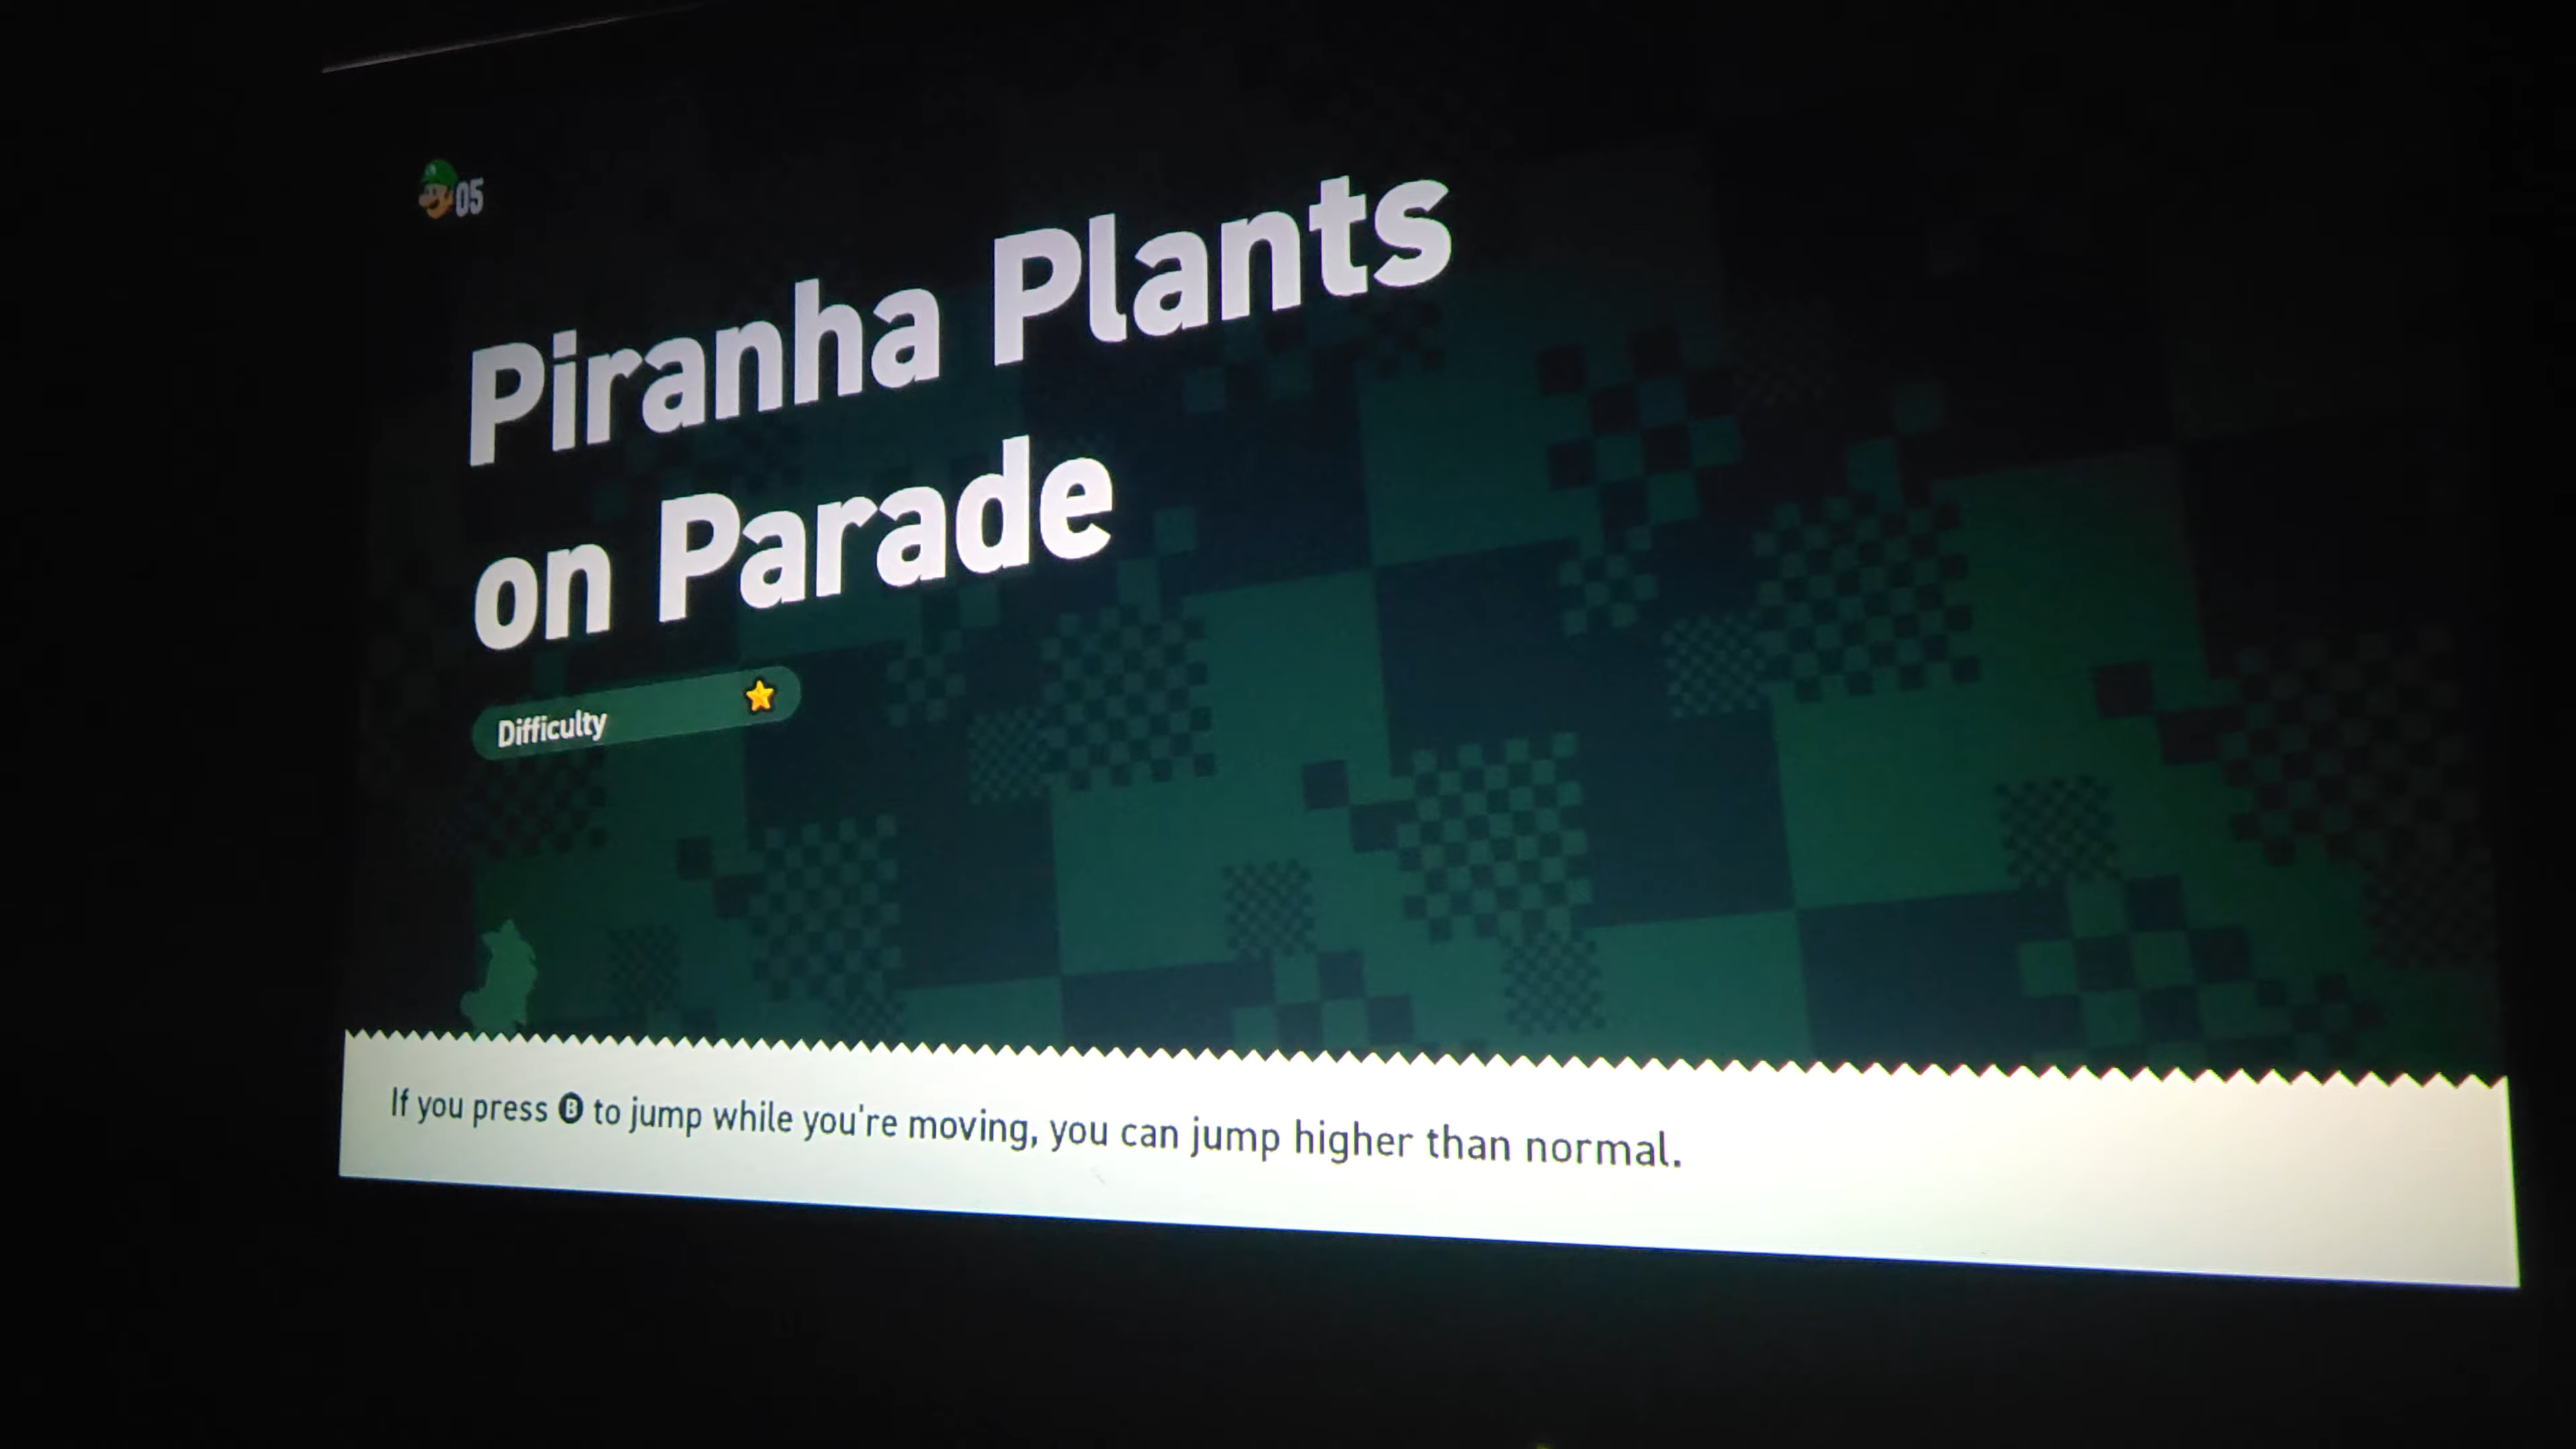 05
Piranha Plants
on Parade
Difficulty
If you press B to jump while you're moving, you can jump higher than normal.